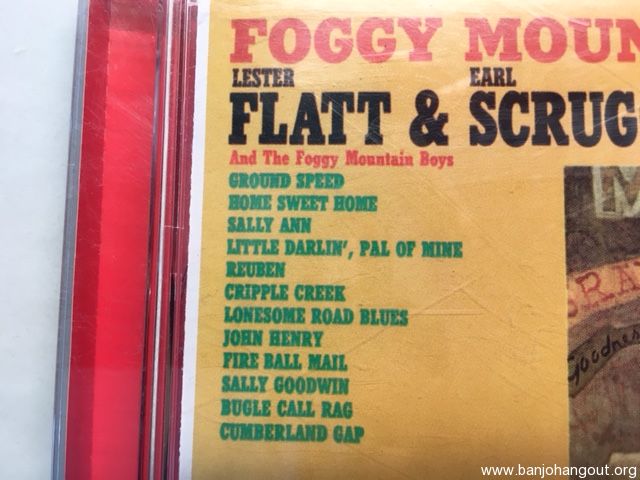 FOGGY MOUN
LESTER EARL
FLATT & SCRUG
And The Foggy Mountain Boys
GROUND SPEED
HOME SWEET HOME
SALLY ANN
LITTLE DARLIN', PAL OF MINE
REUBEN
CRIPPLE CREEK
LONESOME ROAD BLUES
JOHN HENRY
FIRE BALL MAIL
SALLY GOODWIN
BUGLE CALL RAG
CUMBERLAND GAP
M
RA
Goodness
www.banjohangout.org